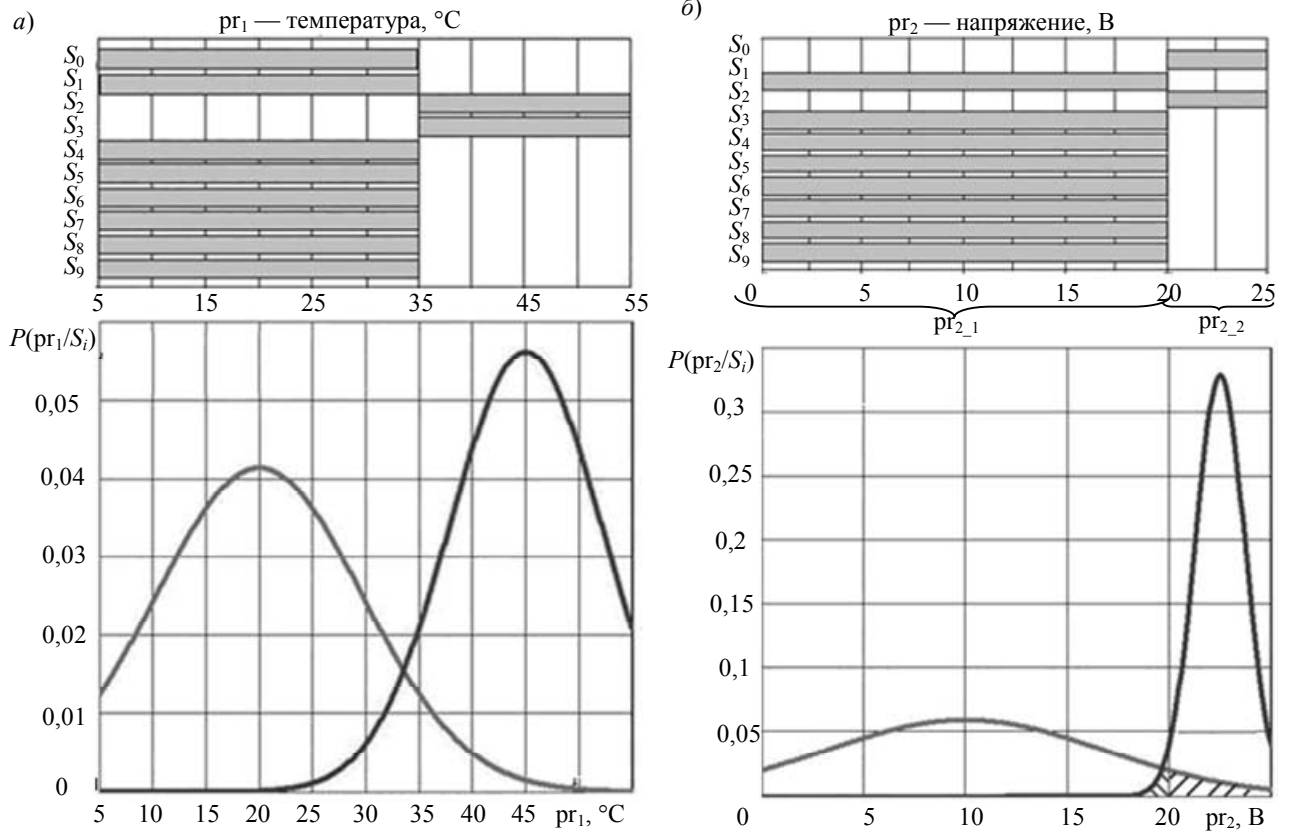 а)
pr₁ — температура, °С
S₀
S₁
S₂
S₃
S₄
S₅
S₆
S₇
S₈
S₉
5 15 25 35 45 55
P(pr₁/Sᵢ)
0,05
0,04
0,03
0,02
0,01
0
5 10 15 20 25 30 35 40 45 pr₁, °С
б)
pr₂ — напряжение, В
S₀
S₁
S₂
S₃
S₄
S₅
S₆
S₇
S₈
S₉
0 5 10 15 20 25
pr₂_₁ pr₂_₂
P(pr₂/Sᵢ)
0,3
0,25
0,2
0,15
0,1
0,05
0 5 10 15 20 pr₂, В